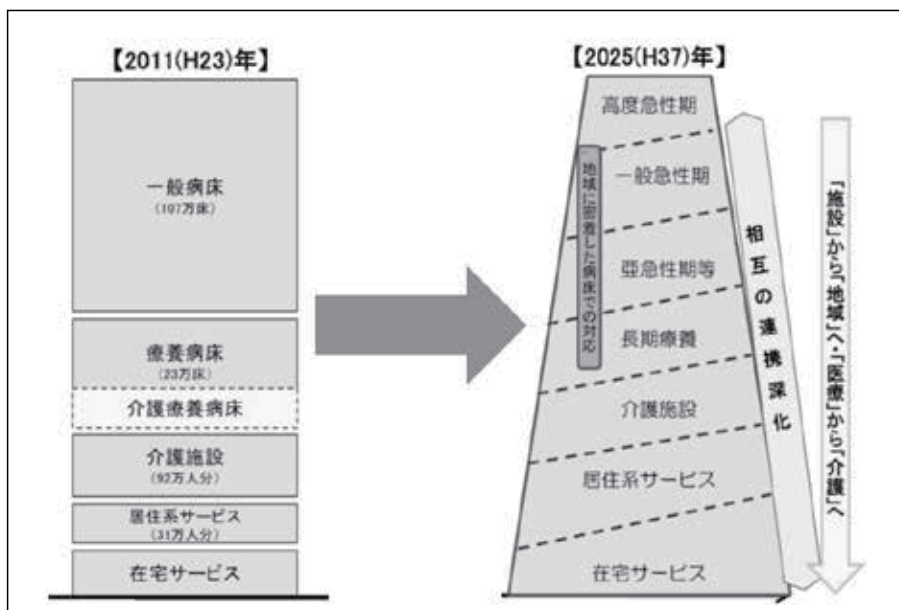 【2011(H23)年】
一般病床
(107万床)
療養病床
(23万床)
介護療養病床
介護施設
(92万人分)
居住系サービス
(31万人分)
在宅サービス
【2025(H37)年】
高度急性期
一般急性期
亜急性期等
長期療養
介護施設
居住系サービス
在宅サービス
地域に密着した病床での対応
相互の連携深化
「施設」から「地域」へ・「医療」から「介護」へ